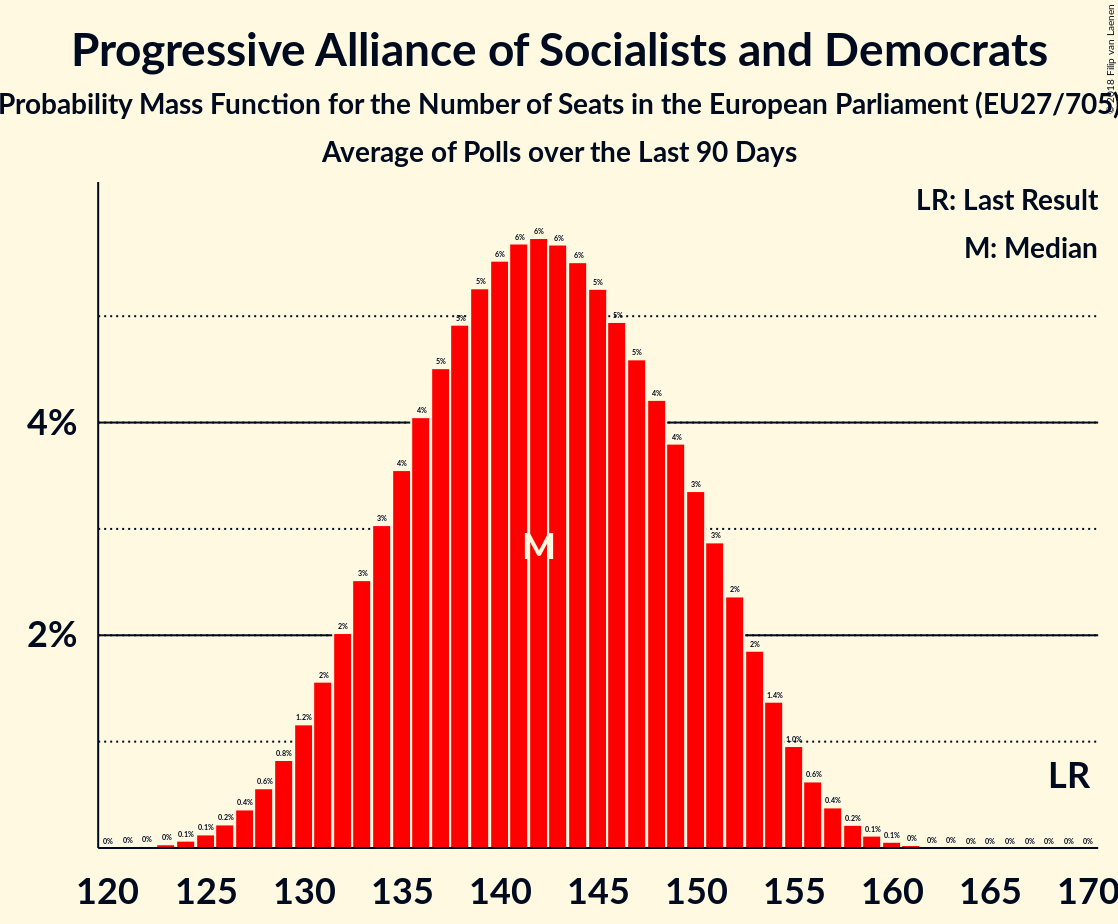 Progressive Alliance of Socialists and Democrats
Probability Mass Function for the Number of Seats in the European Parliament (EU27/705)
Average of Polls over the Last 90 Days
© 2018 Filip van Laenen
LR: Last Result
M: Median
4%
2%
0% 0% 0% 0% 0.1% 0.1% 0.2% 0.4% 0.6% 0.8% 1.2% 2% 2% 3% 3% 4% 4% 5% 5% 5% 6% 6% 6% 6% 6% 5% 5% 5% 4% 4% 3% 3% 2% 2% 1.4% 1.0% 0.6% 0.4% 0.2% 0.1% 0.1% 0% 0% 0% 0% 0% 0% 0% 0% 0% 0%
M
LR
120 125 130 135 140 145 150 155 160 165 170